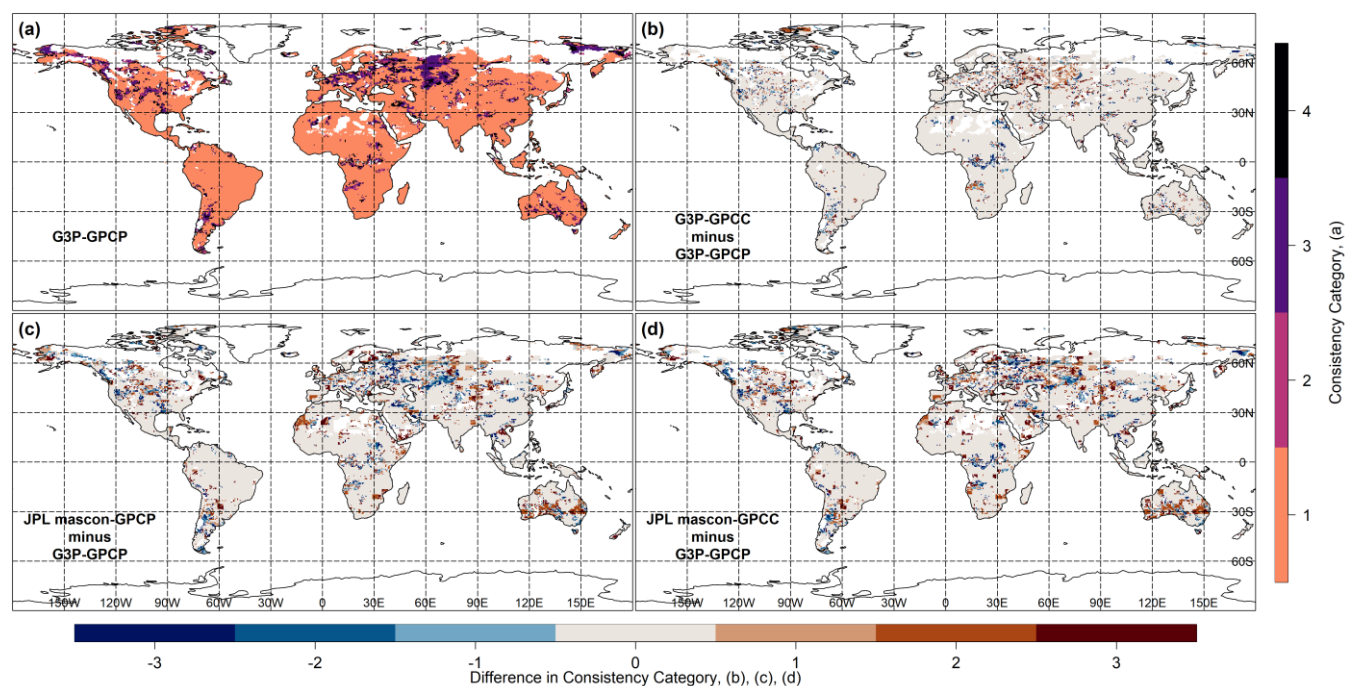 (a)
G3P-GPCP
(b)
G3P-GPCC
minus
G3P-GPCP
60N
30N
0
30S
60S
(c)
JPL mascon-GPCP
minus
G3P-GPCP
150W 120W 90W 60W 30W 0 30E 60E 90E 120E 150E
(d)
JPL mascon-GPCC
minus
G3P-GPCP
60N
30N
0
30S
60S
150W 120W 90W 60W 30W 0 30E 60E 90E 120E 150E
4
3
2
1
Consistency Category, (a)
-3 -2 -1 0 1 2 3
Difference in Consistency Category, (b), (c), (d)